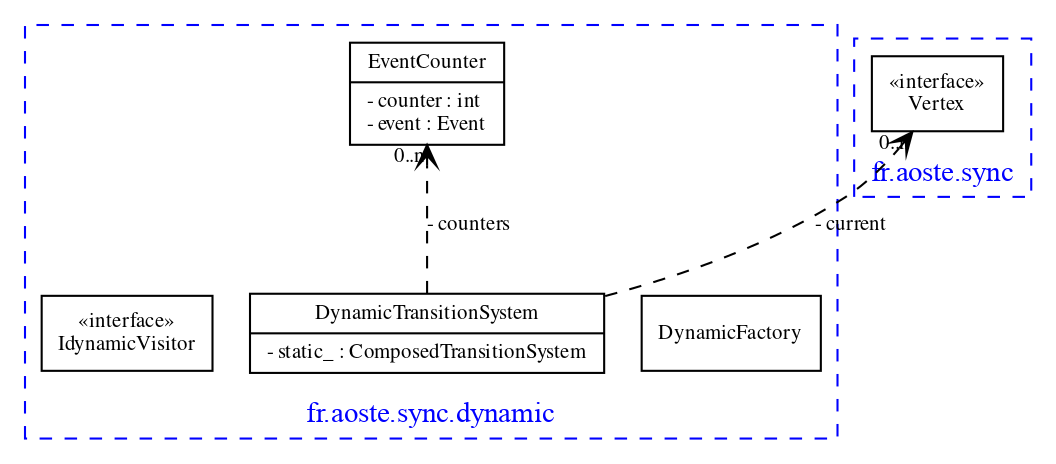 EventCounter
- counter : int
- event : Event
0..n
«interface»
Vertex
0..n
fr.aoste.sync
- counters
- current
«interface»
IdynamicVisitor
DynamicTransitionSystem
- static_ : ComposedTransitionSystem
DynamicFactory
fr.aoste.sync.dynamic